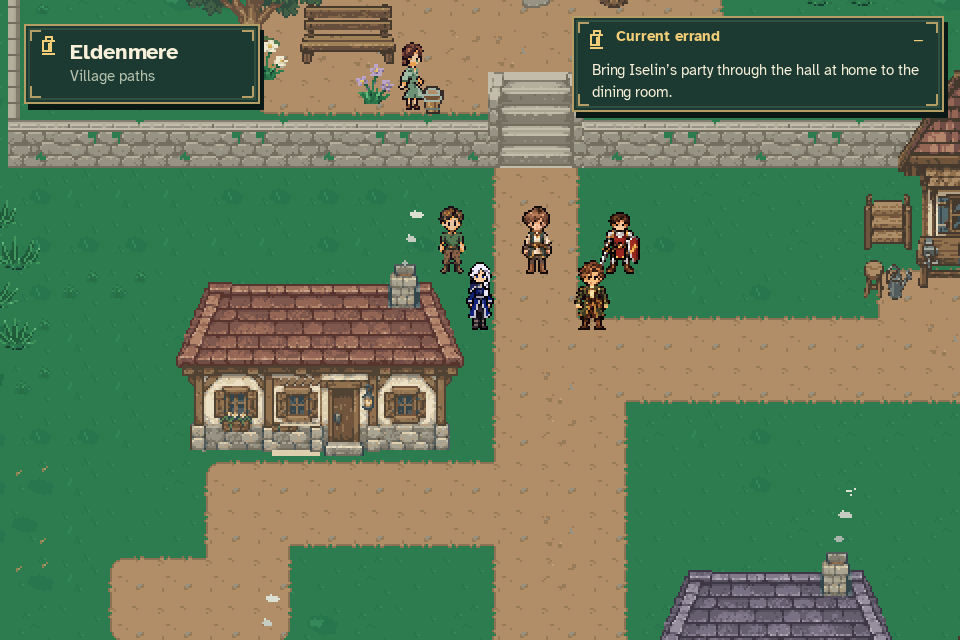 Eldenmere
Village paths
Current errand
Bring Iselin’s party through the hall at home to the
dining room.